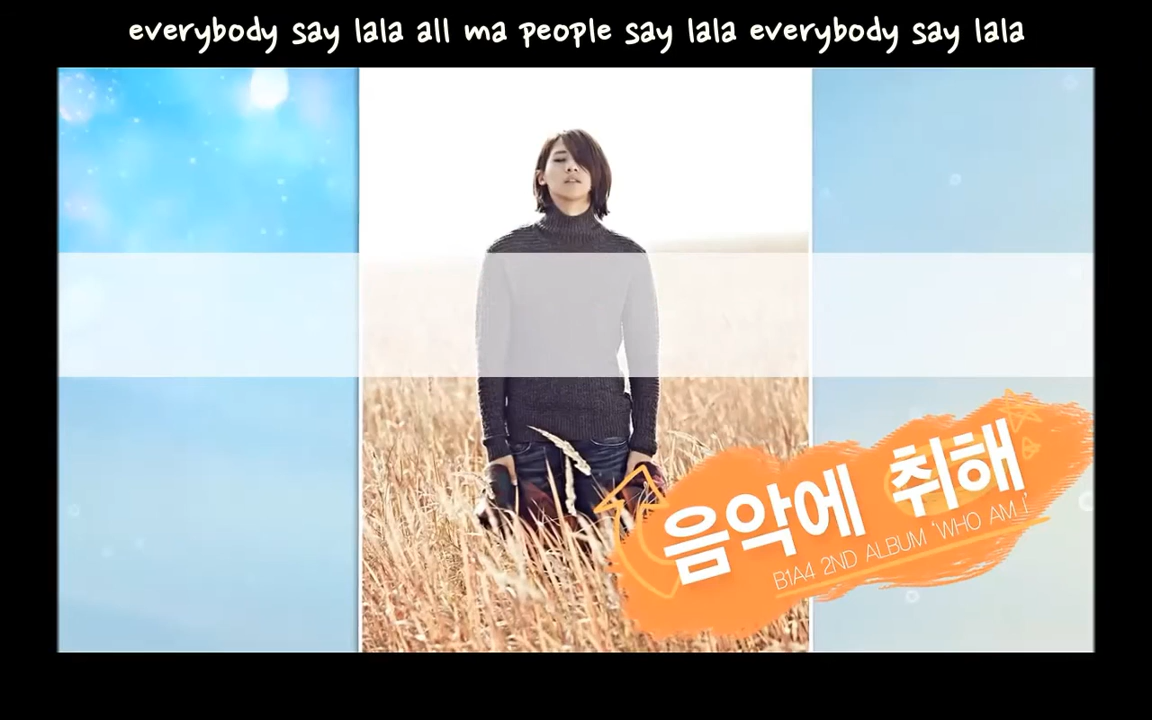 everybody say lala all ma people say lala everybody say lala
음악에 취해
B1A4 2ND ALBUM 'WHO AM I'